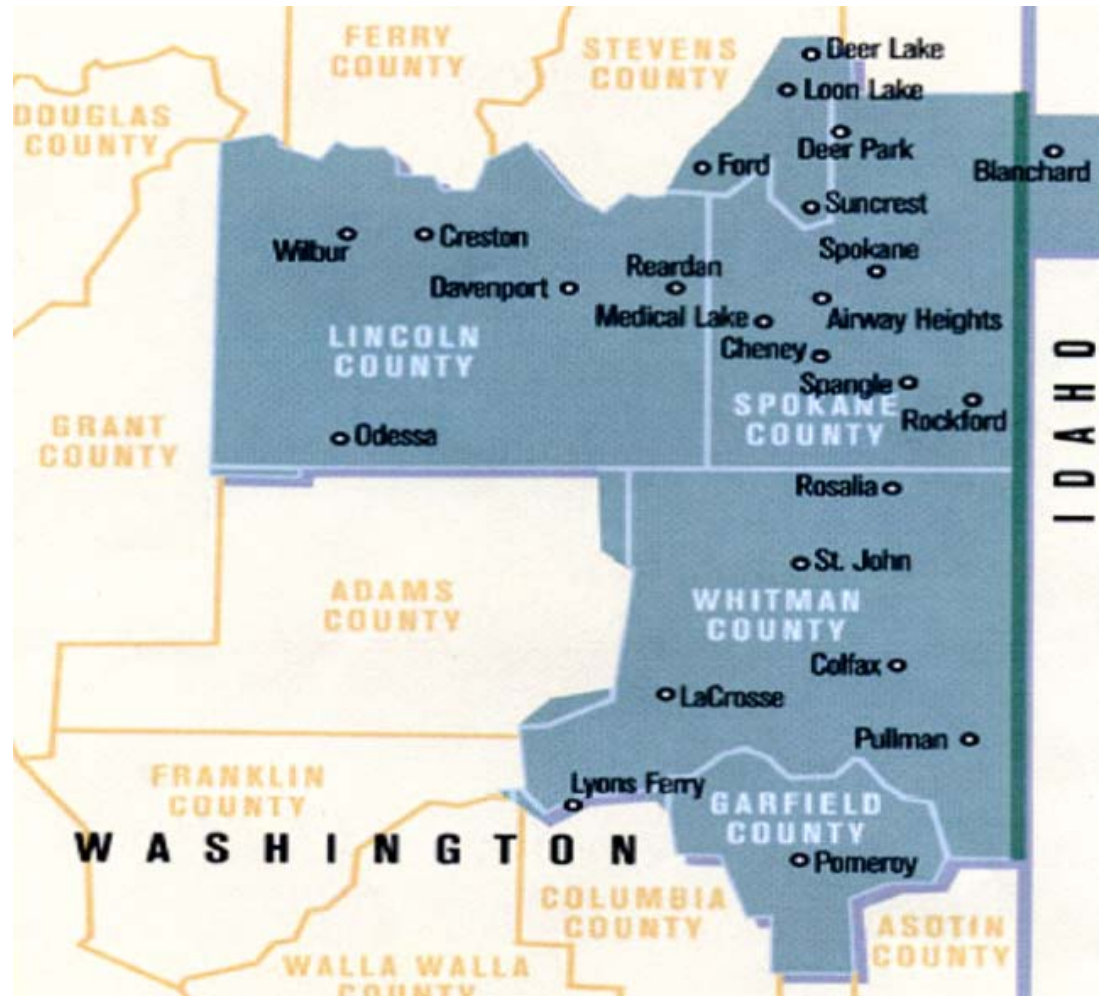 FERRY
COUNTY
STEVENS
COUNTY
Deer Lake
Loon Lake
DOUGLAS
COUNTY
Deer Park
Ford
Blanchard
Suncrest
Wilbur
Creston
Spokane
Davenport
Reardan
Medical Lake
Airway Heights
LINCOLN
COUNTY
Cheney
Spangle
SPOKANE
COUNTY
Rockford
IDAHO
GRANT
COUNTY
Odessa
Rosalia
St. John
ADAMS
COUNTY
WHITMAN
COUNTY
Colfax
LaCrosse
Pullman
FRANKLIN
COUNTY
Lyons Ferry
GARFIELD
COUNTY
WASHINGTON
Pomeroy
COLUMBIA
COUNTY
ASOTIN
COUNTY
WALLA WALLA
COUNTY